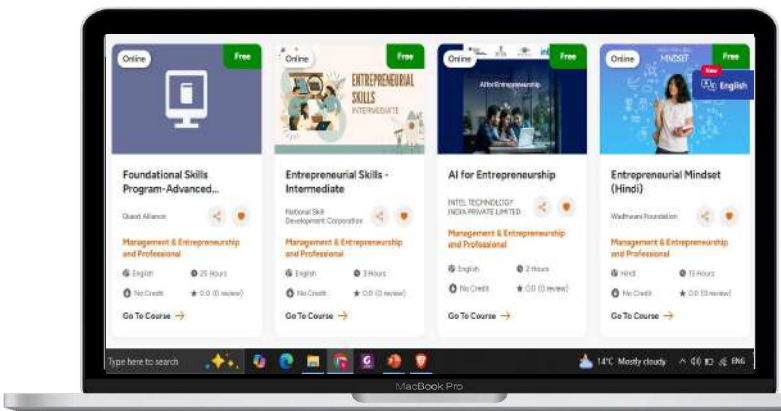 Online
Free
Foundational Skills
Program-Advanced...
Quest Alliance
Management & Entrepreneurship
and Professional
English
25 Hours
No Credit
0.0 (0 review)
Go To Course →
Online
Free
ENTREPRENEURIAL
SKILLS
INTERMEDIATE
Entrepreneurial Skills -
Intermediate
National Skill
Development Corporation
Management & Entrepreneurship
and Professional
English
3 Hours
No Credit
0.0 (0 review)
Go To Course →
Online
Free
AI for Entrepreneurship
AI for Entrepreneurship
INTEL TECHNOLOGY
INDIA PRIVATE LIMITED
Management & Entrepreneurship
and Professional
English
2 Hours
No Credit
0.0 (0 review)
Go To Course →
Online
Free
MINDSET
New
English
Entrepreneurial Mindset
(Hindi)
Wadhwani Foundation
Management & Entrepreneurship
and Professional
Hindi
15 Hours
No Credit
0.0 (0 review)
Go To Course →
Type here to search
14°C Mostly cloudy
ENG
MacBook Pro